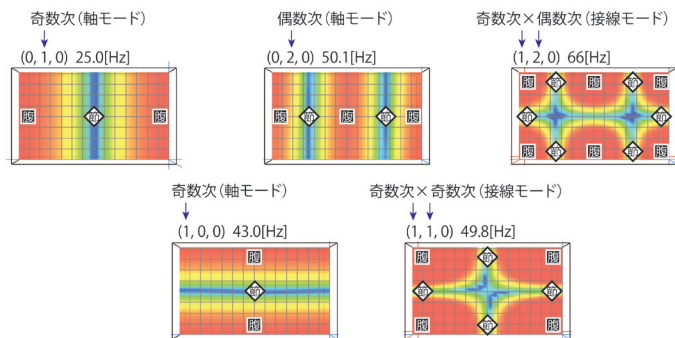 奇数次（軸モード）
(0, 1, 0) 25.0[Hz]
腹 節 腹
偶数次（軸モード）
(0, 2, 0) 50.1[Hz]
腹 節 腹 節 腹
奇数次×偶数次（接線モード）
(1, 2, 0) 66[Hz]
腹 節 腹 節 腹
節 節
腹 節 腹 節 腹
奇数次（軸モード）
(1, 0, 0) 43.0[Hz]
腹
節
腹
奇数次×奇数次（接線モード）
(1, 1, 0) 49.8[Hz]
腹 節 腹
節 節
腹 節 腹